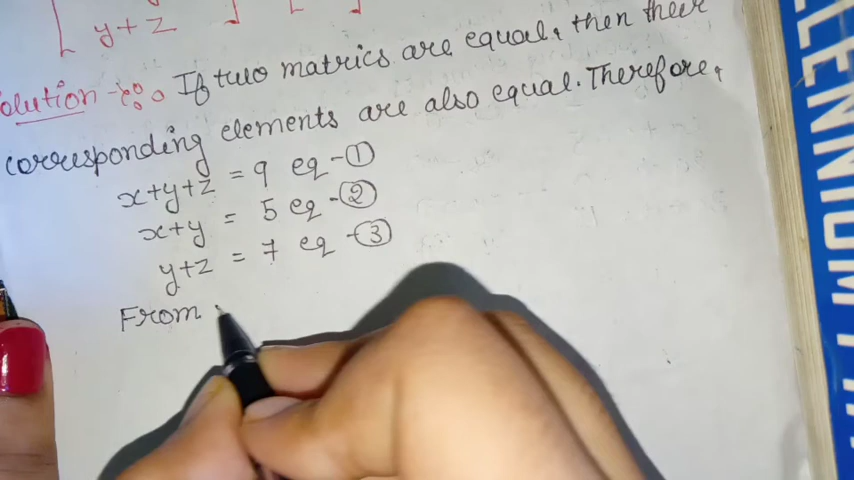 y+z
Solution -: If two matrics are equal, then their
corresponding elements are also equal. Therefore,
x+y+z = 9 eq-①
x+y = 5 eq-②
y+z = 7 eq-③
From